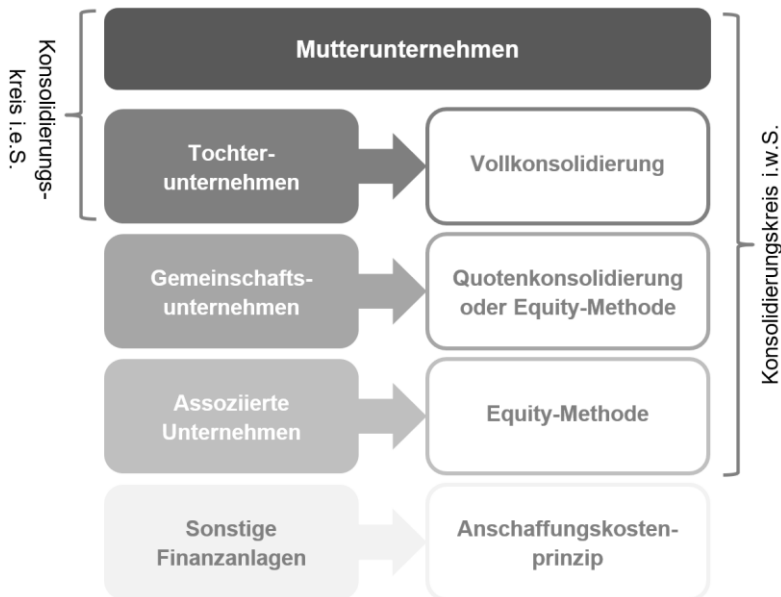 Konsolidierungs-
kreis i.e.S.
Mutterunternehmen
Tochter-
unternehmen
Vollkonsolidierung
Gemeinschafts-
unternehmen
Quotenkonsolidierung
oder Equity-Methode
Assoziierte
Unternehmen
Equity-Methode
Sonstige
Finanzanlagen
Anschaffungskosten-
prinzip
Konsolidierungskreis i.w.S.